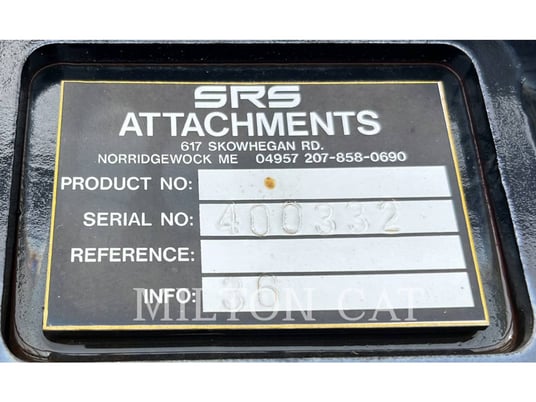 SRS
ATTACHMENTS
617 SKOWHEGAN RD.
NORRIDGEWOCK ME 04957 207-858-0690
PRODUCT NO:
SERIAL NO: 400332
REFERENCE:
INFO: 36
MILTON CAT